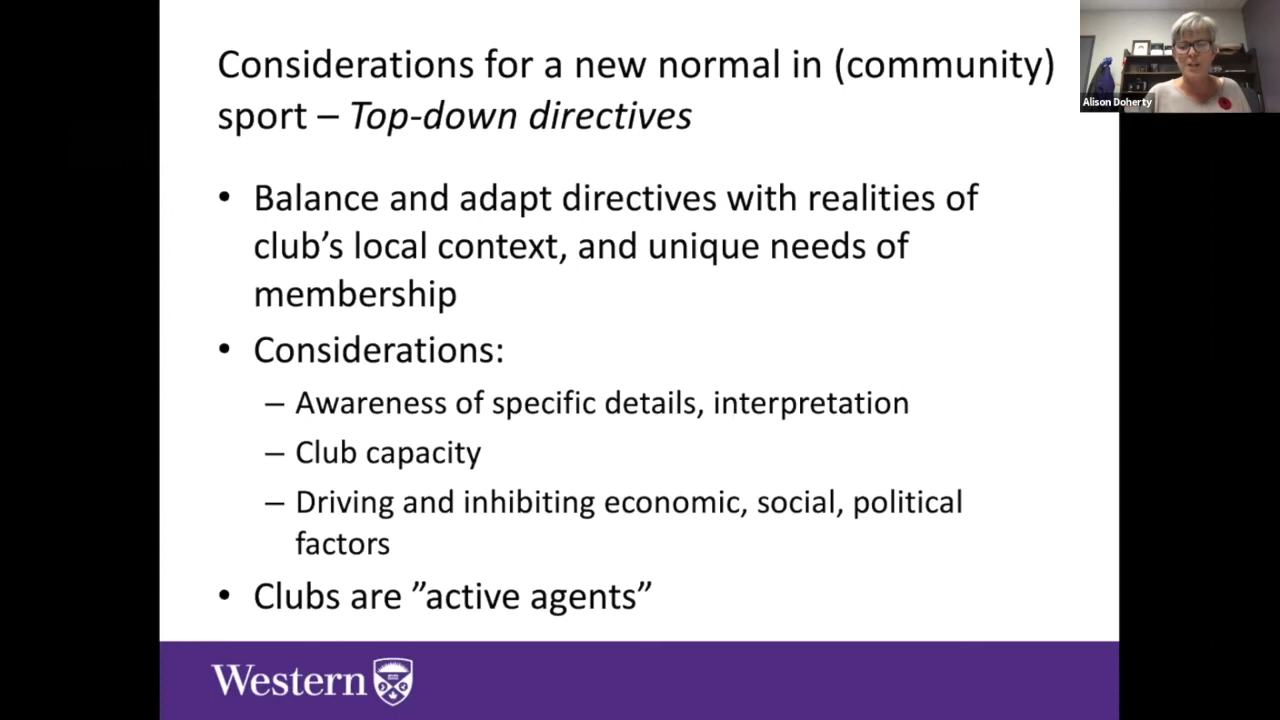 Considerations for a new normal in (community)
sport – Top-down directives
Alison Doherty
• Balance and adapt directives with realities of
club’s local context, and unique needs of
membership
• Considerations:
– Awareness of specific details, interpretation
– Club capacity
– Driving and inhibiting economic, social, political
factors
• Clubs are ”active agents”
Western